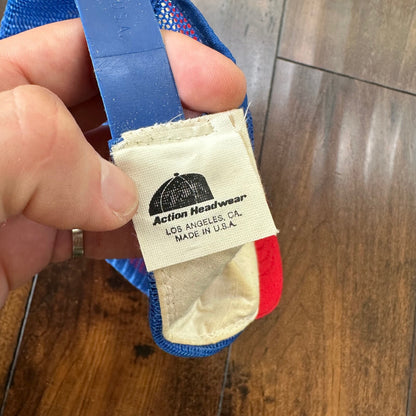 U.S.A.
Action Headwear
LOS ANGELES, CA.
MADE IN U.S.A.